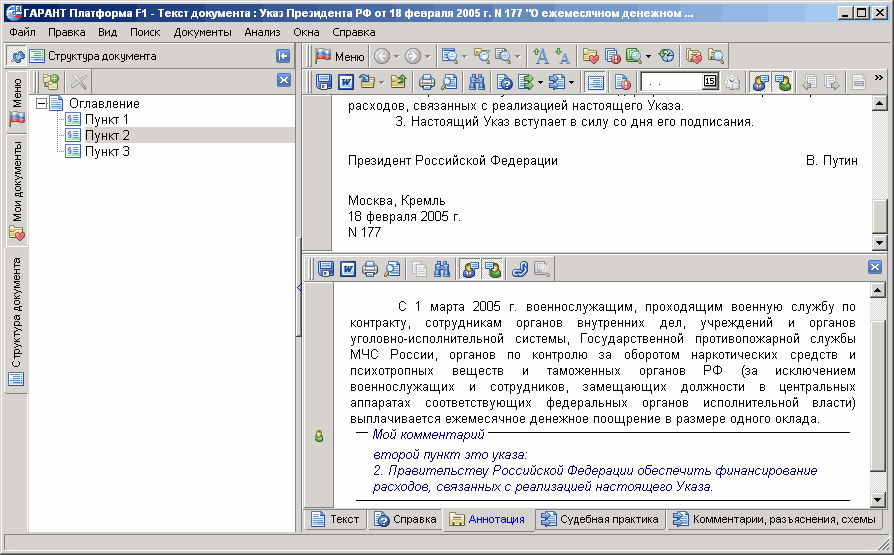 ГАРАНТ Платформа F1 - Текст документа : Указ Президента РФ от 18 февраля 2005 г. N 177 "О ежемесячном денежном ...
Файл Правка Вид Поиск Документы Анализ Окна Справка
Структура документа
Меню
Меню
Мои документы
Структура документа
Оглавление
Пункт 1
Пункт 2
Пункт 3
. .
15
расходов, связанных с реализацией настоящего Указа.
3. Настоящий Указ вступает в силу со дня его подписания.
Президент Российской Федерации В. Путин
Москва, Кремль
18 февраля 2005 г.
N 177
С 1 марта 2005 г. военнослужащим, проходящим военную службу по
контракту, сотрудникам органов внутренних дел, учреждений и органов
уголовно-исполнительной системы, Государственной противопожарной службы
МЧС России, органов по контролю за оборотом наркотических средств и
психотропных веществ и таможенных органов РФ (за исключением
военнослужащих и сотрудников, замещающих должности в центральных
аппаратах соответствующих федеральных органов исполнительной власти)
выплачивается ежемесячное денежное поощрение в размере одного оклада.
Мой комментарий
второй пункт это указа:
2. Правительству Российской Федерации обеспечить финансирование
расходов, связанных с реализацией настоящего Указа.
Текст Справка Аннотация Судебная практика Комментарии, разъяснения, схемы